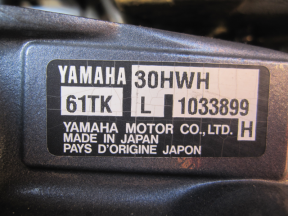 YAMAHA 30HWH
61TK L 1033899
YAMAHA MOTOR CO.,LTD. H
MADE IN JAPAN
PAYS D'ORIGINE JAPON